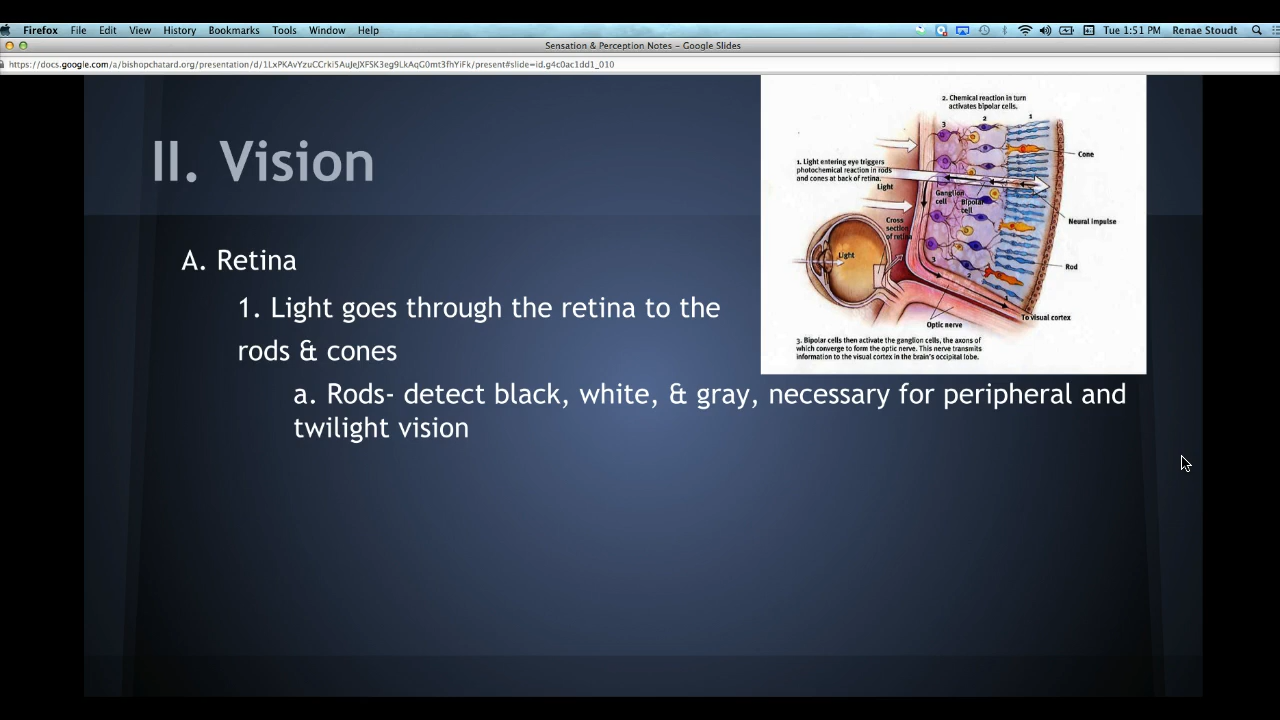 Firefox File Edit View History Bookmarks Tools Window Help Tue 1:51 PM Renae Stoudt
Sensation & Perception Notes – Google Slides
II. Vision
A. Retina
1. Light goes through the retina to the
rods & cones
a. Rods- detect black, white, & gray, necessary for peripheral and
twilight vision
2. Chemical reaction in turn
activates bipolar cells.
3
2
1
Cone
1. Light entering eye triggers
photochemical reaction in rods
and cones at back of retina.
Light
Ganglion
cell
Bipolar
cell
Neural impulse
Cross
section
of retina
Light
Rod
3
2
1
To visual cortex
Optic nerve
3. Bipolar cells then activate the ganglion cells, the axons of
which converge to form the optic nerve. This nerve transmits
information to the visual cortex in the brain's occipital lobe.